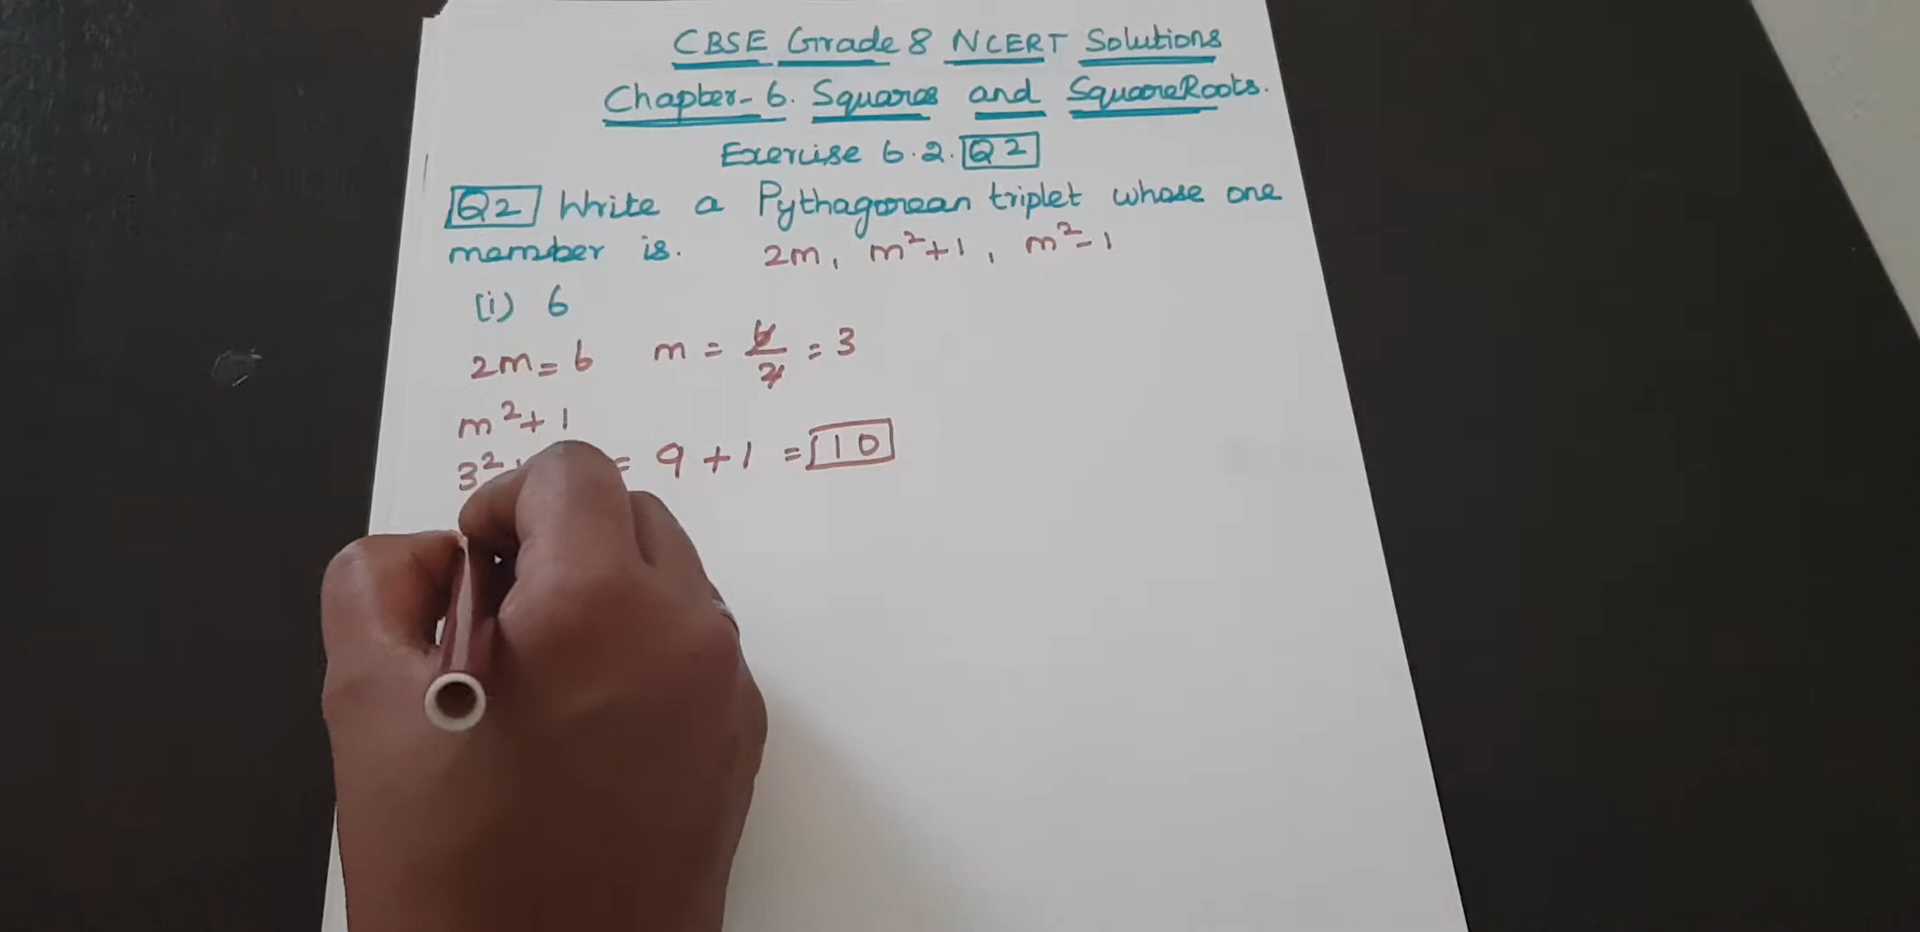 CBSE Grade 8 NCERT Solutions
Chapter-6. Squares and SquareRoots.
Exercise 6.2. Q2
Q2 Write a Pythagorean triplet whose one
member is. 2m, m²+1, m²-1
(i) 6
2m = 6 m = 6/2 = 3
m²+1
3² = 9+1 = 10